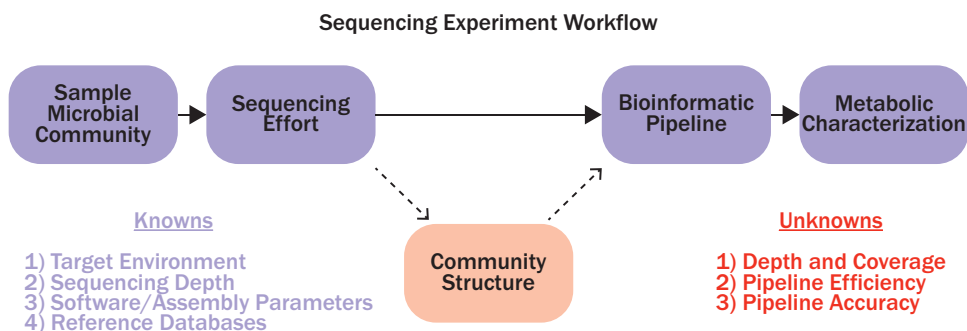 Sequencing Experiment Workflow
Sample
Microbial
Community
Sequencing
Effort
Bioinformatic
Pipeline
Metabolic
Characterization
Community
Structure
Knowns
1) Target Environment
2) Sequencing Depth
3) Software/Assembly Parameters
4) Reference Databases
Unknowns
1) Depth and Coverage
2) Pipeline Efficiency
3) Pipeline Accuracy